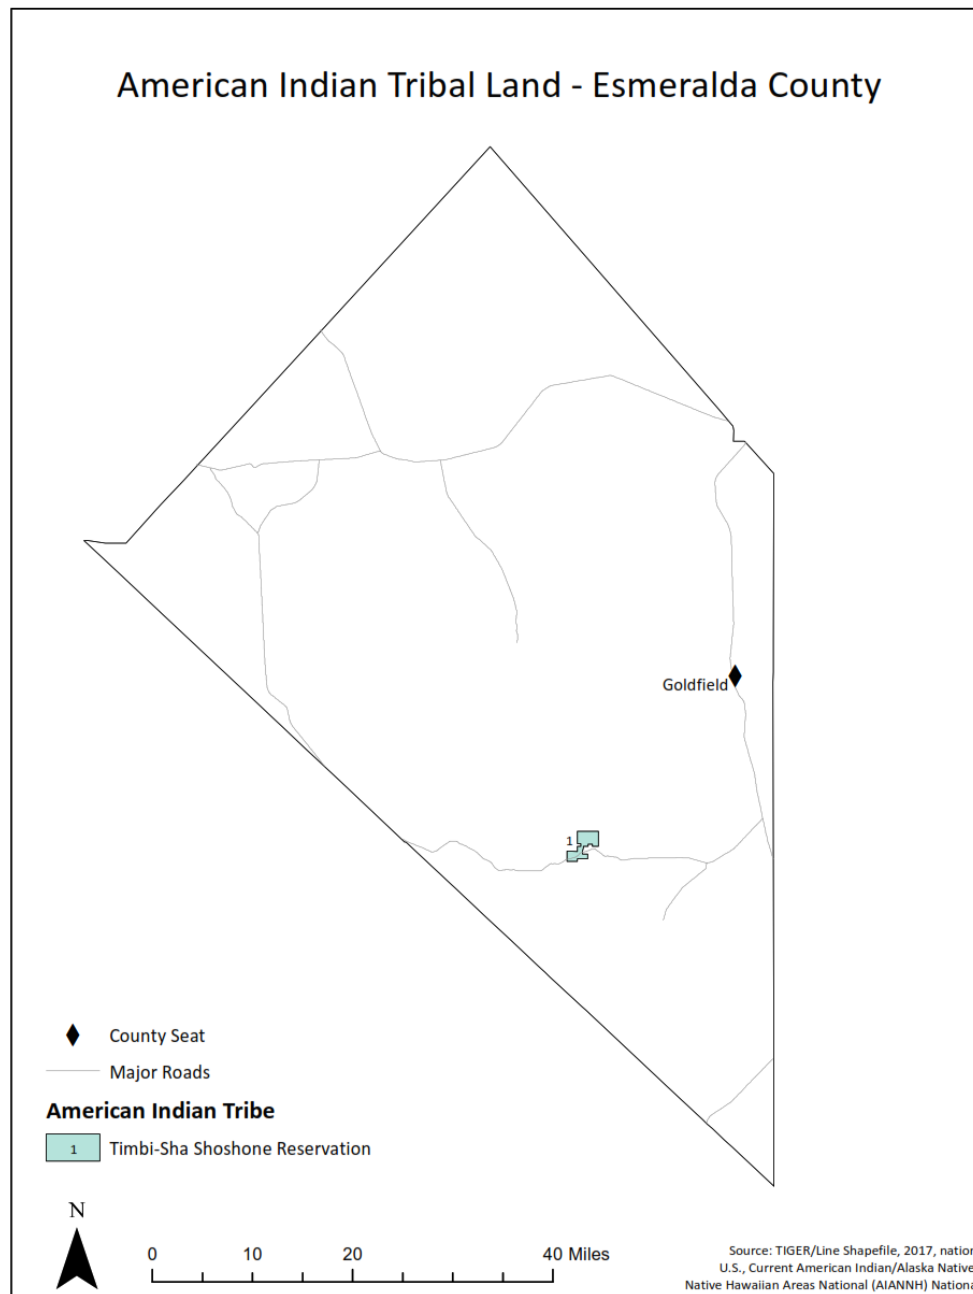 American Indian Tribal Land - Esmeralda County
Goldfield
1
County Seat
Major Roads
American Indian Tribe
1 Timbi-Sha Shoshone Reservation
N
0 10 20 40 Miles
Source: TIGER/Line Shapefile, 2017, nation
U.S., Current American Indian/Alaska Native
Native Hawaiian Areas National (AIANNH) Nationa